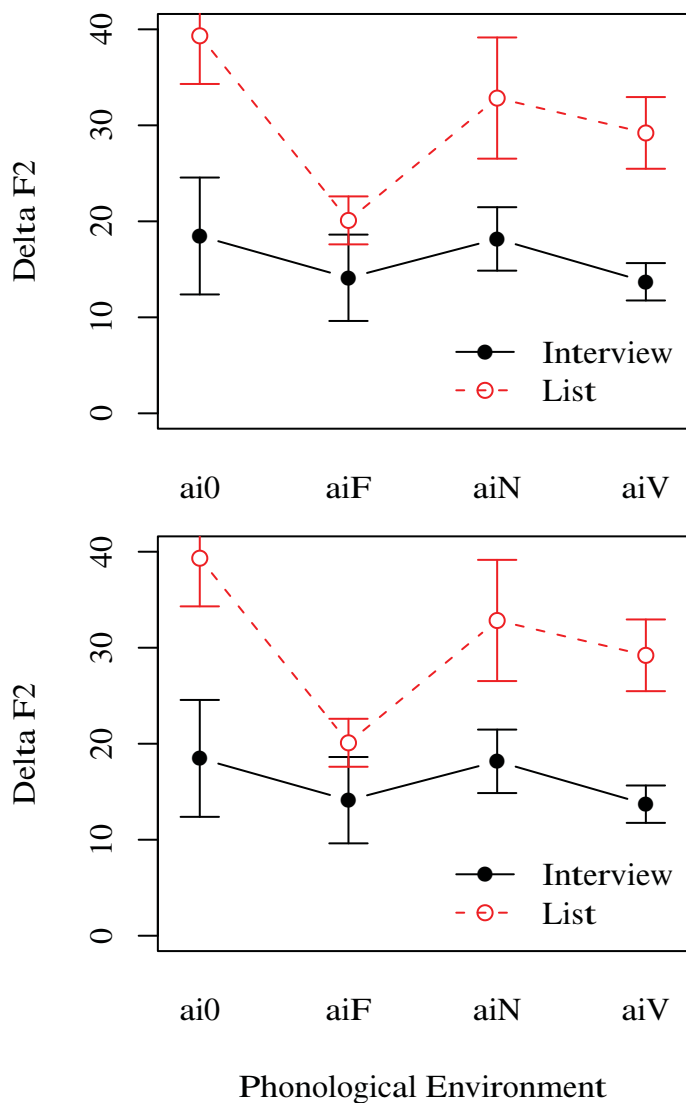 40
30
20
10
0
Delta F2
Interview
List
ai0 aiF aiN aiV
40
30
20
10
0
Delta F2
Interview
List
ai0 aiF aiN aiV
Phonological Environment